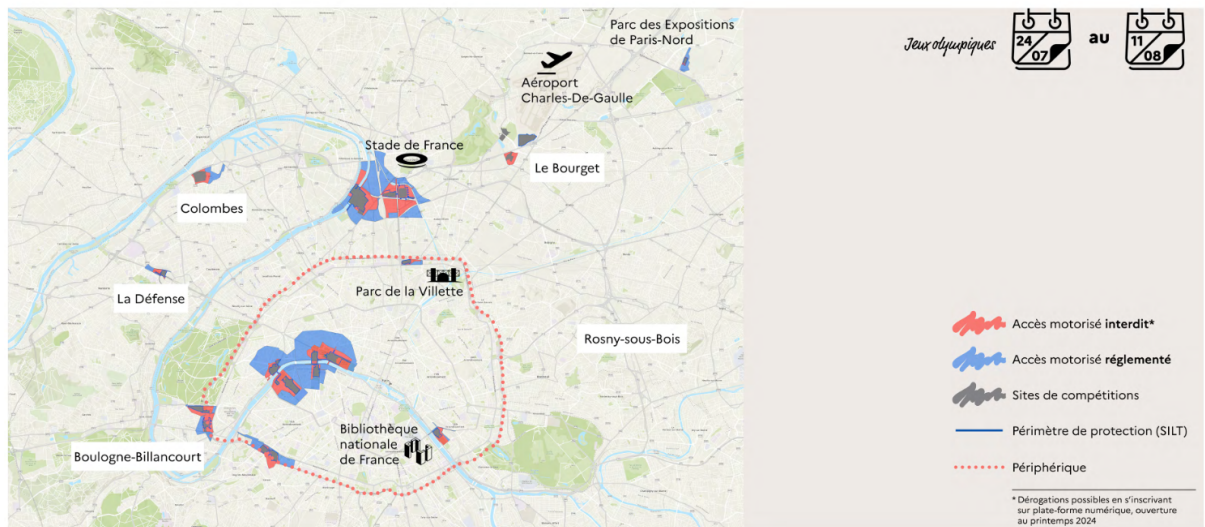 Parc des Expositions
de Paris-Nord
Jeux olympiques
24
07
au
11
08
Aéroport
Charles-De-Gaulle
Stade de France
Le Bourget
Colombes
La Défense
Parc de la Villette
Rosny-sous-Bois
Bibliothèque
nationale
de France
Boulogne-Billancourt
Accès motorisé interdit*
Accès motorisé réglementé
Sites de compétitions
Périmètre de protection (SILT)
Périphérique
* Dérogations possibles en s'inscrivant
sur plate-forme numérique, ouverture
au printemps 2024